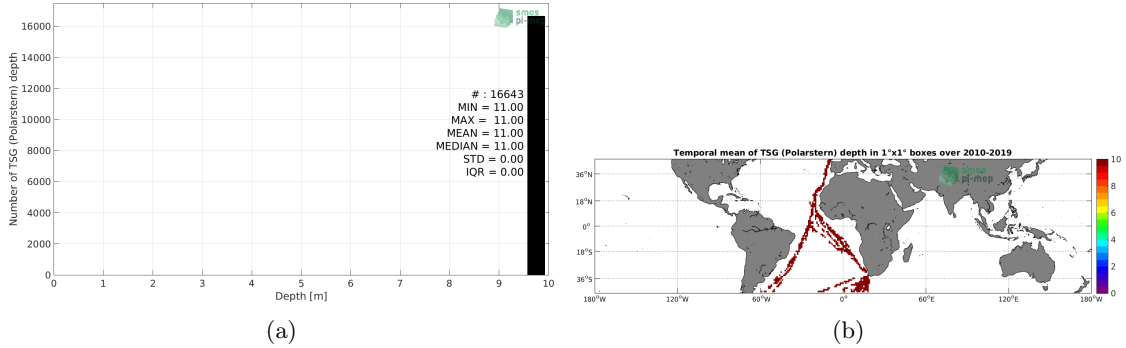 16000
14000
12000
10000
8000
6000
4000
2000
0
Number of TSG (Polarstern) depth
smos
pi-mep
# : 16643
MIN = 11.00
MAX = 11.00
MEAN = 11.00
MEDIAN = 11.00
STD = 0.00
IQR = 0.00
0 1 2 3 4 5 6 7 8 9 10
Depth [m]
(a)
Temporal mean of TSG (Polarstern) depth in 1°x1° boxes over 2010-2019
smos
pi-mep
36°N
18°N
0°
18°S
36°S
180°W 120°W 60°W 0° 60°E 120°E 180°W
10
8
6
4
2
0
(b)